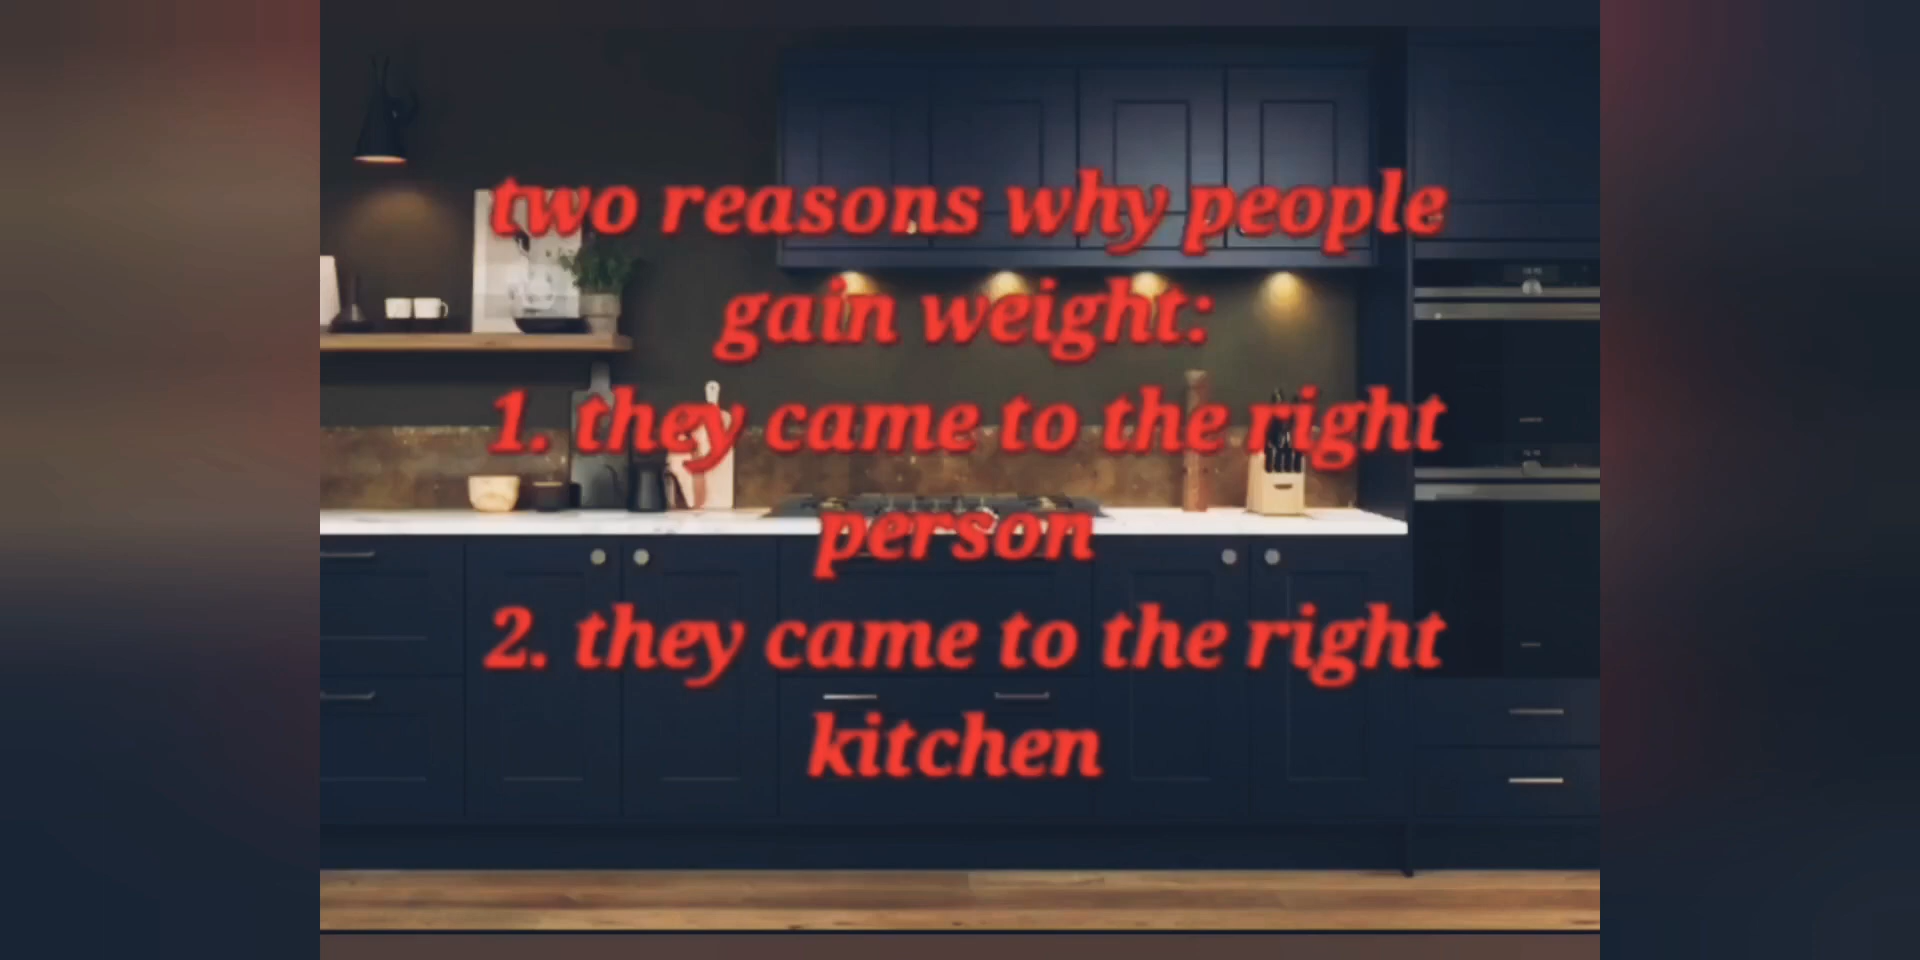 two reasons why people
gain weight:
1. they came to the right
person
2. they came to the right
kitchen